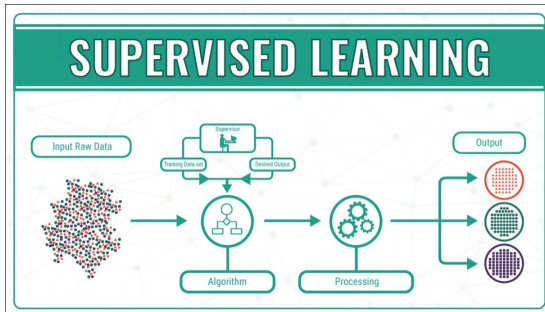 SUPERVISED LEARNING
Supervisor
Input Raw Data
Training Data set
Desired Output
Output
Algorithm
Processing